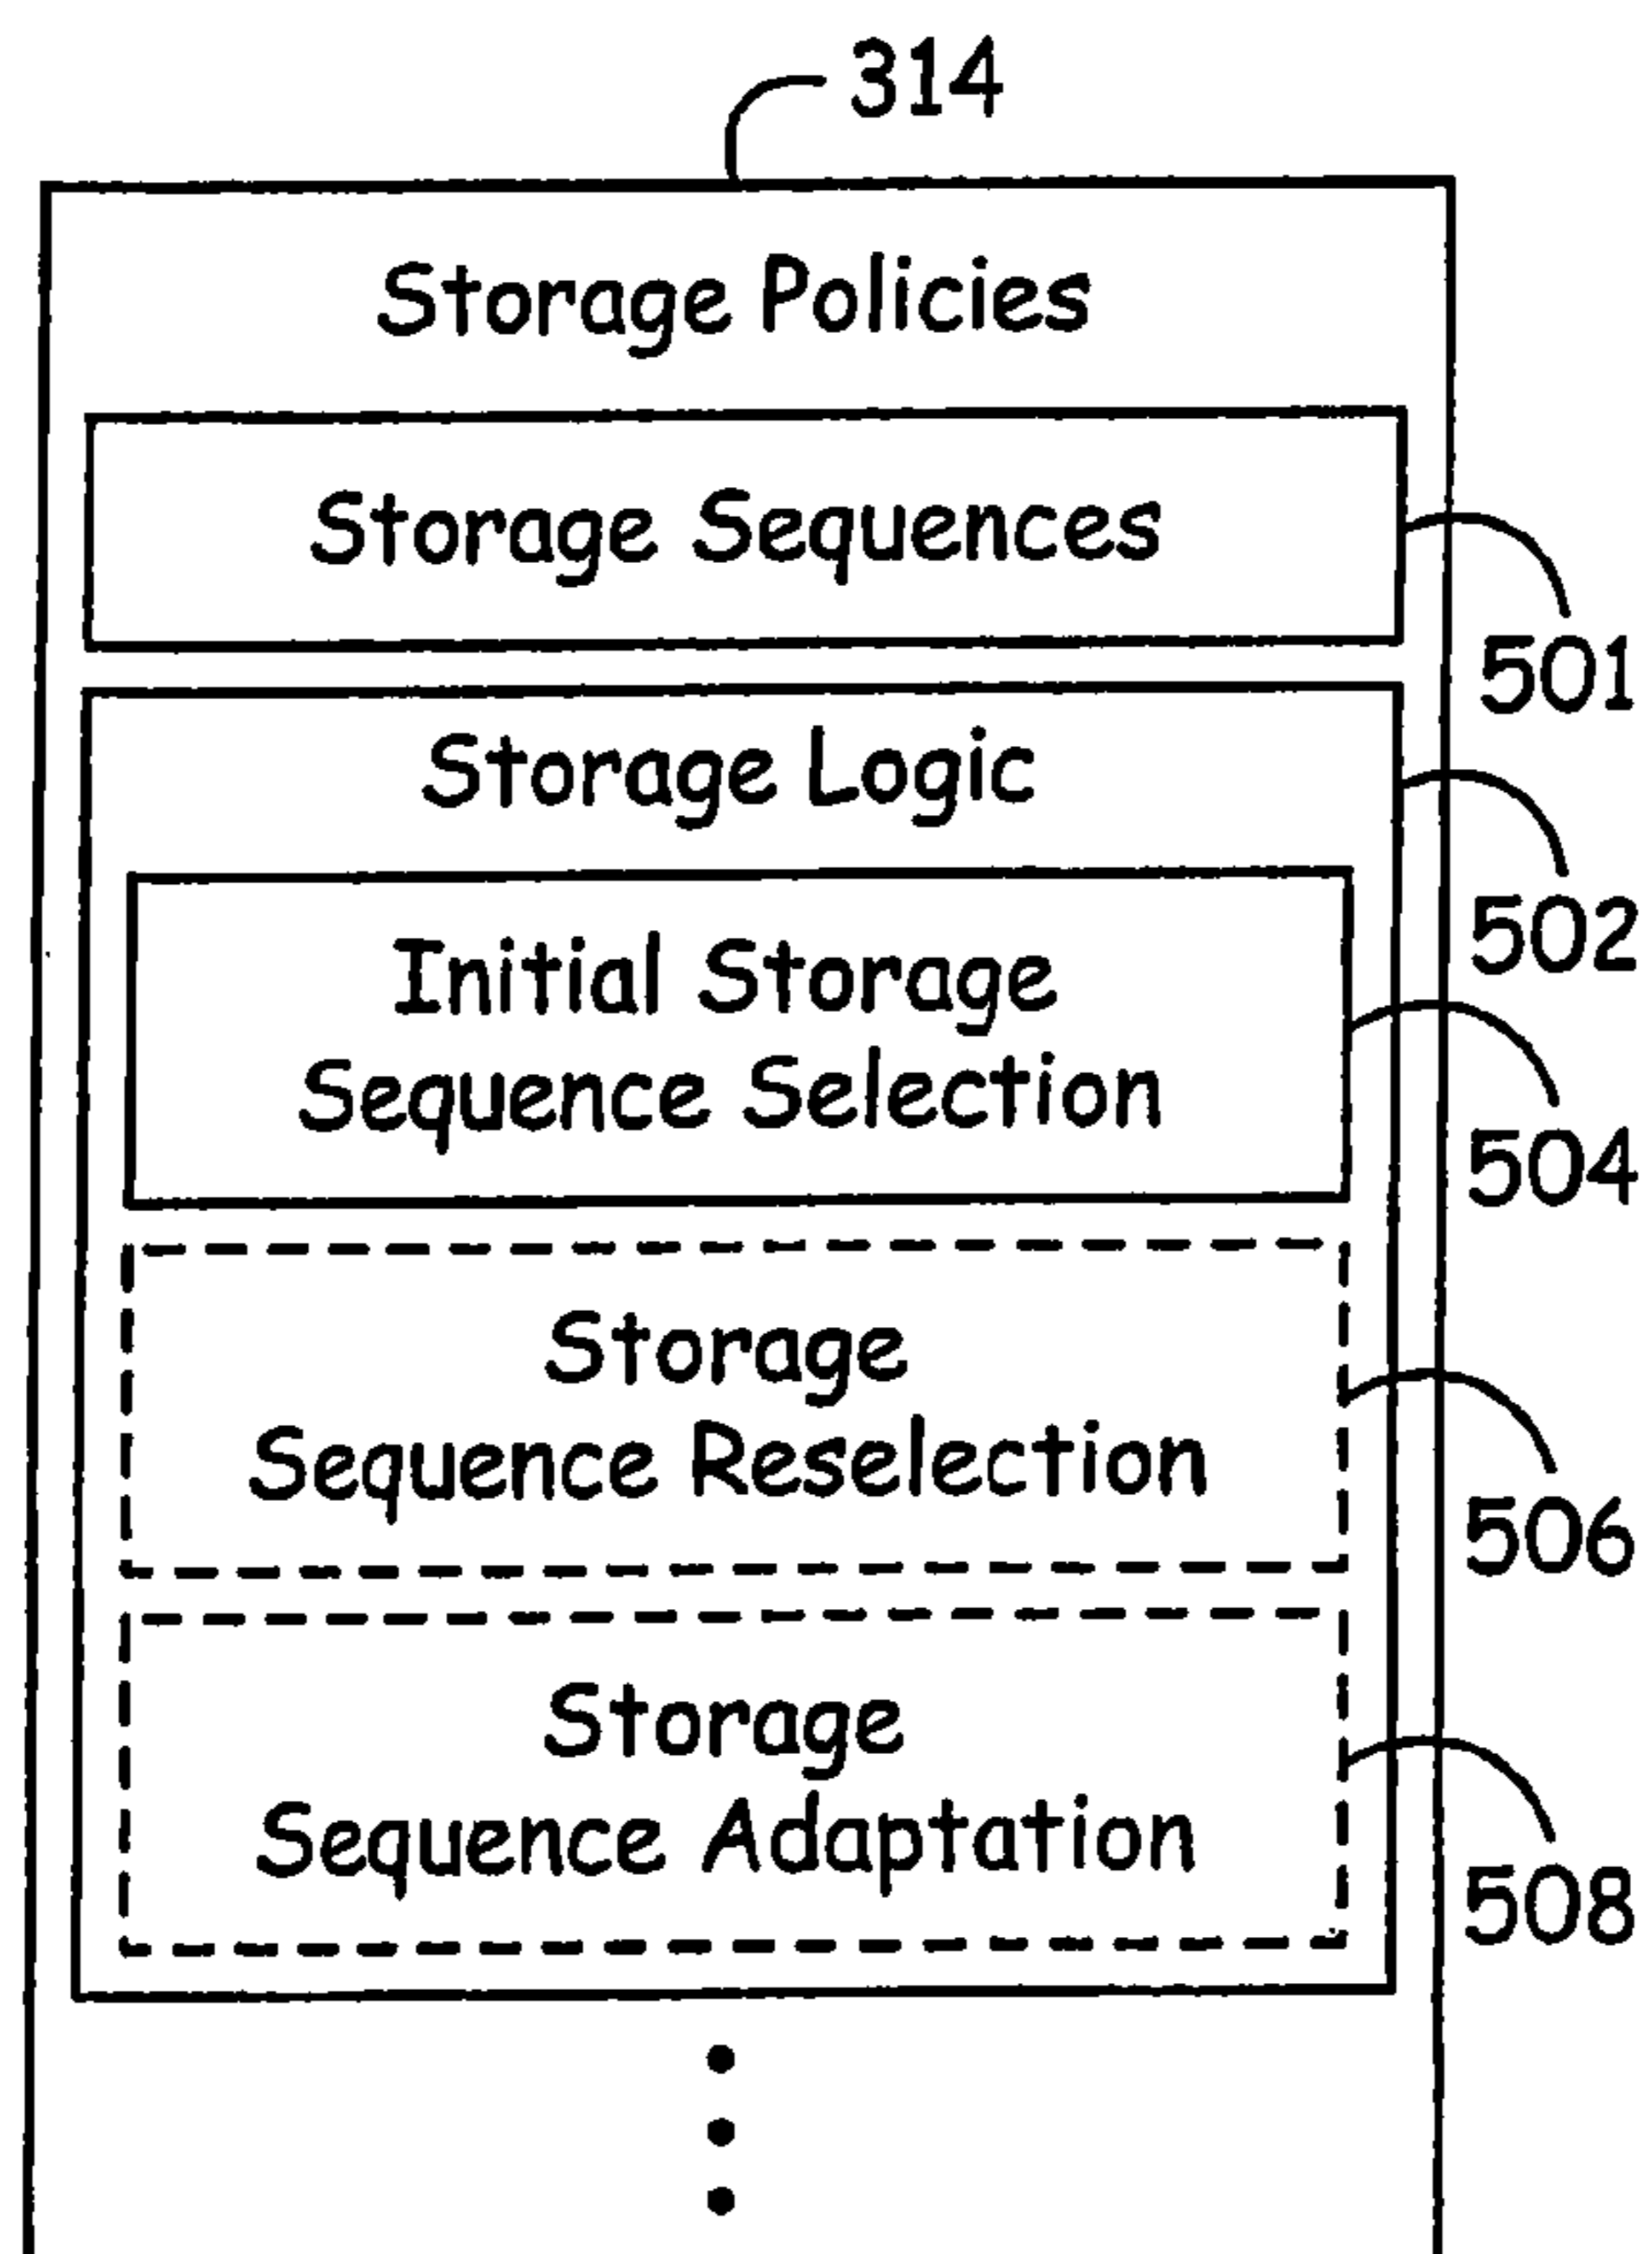 314
Storage Policies
Storage Sequences
501
Storage Logic
502
Initial Storage
Sequence Selection
504
Storage
Sequence Reselection
506
Storage
Sequence Adaptation
508